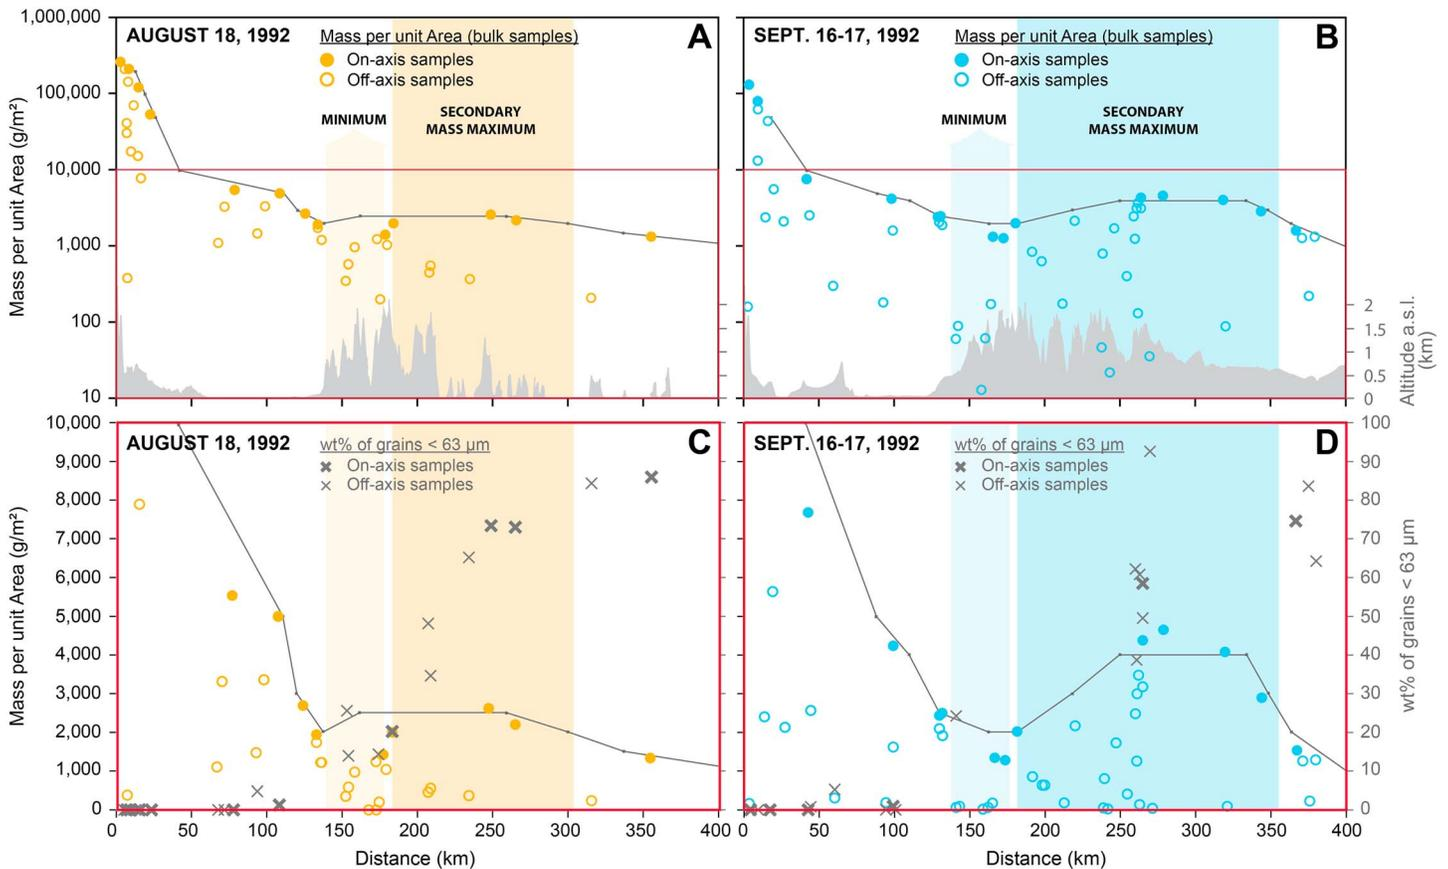 1,000,000
100,000
10,000
1,000
100
10
Mass per unit Area (g/m²)
AUGUST 18, 1992
Mass per unit Area (bulk samples)
On-axis samples
Off-axis samples
A
MINIMUM
SECONDARY
MASS MAXIMUM
SEPT. 16-17, 1992
Mass per unit Area (bulk samples)
On-axis samples
Off-axis samples
B
MINIMUM
SECONDARY
MASS MAXIMUM
2
1.5
1
0.5
0
Altitude a.s.l.
(km)
10,000
9,000
8,000
7,000
6,000
5,000
4,000
3,000
2,000
1,000
0
Mass per unit Area (g/m²)
AUGUST 18, 1992
wt% of grains < 63 µm
On-axis samples
Off-axis samples
C
0
50
100
150
200
250
300
350
400
Distance (km)
SEPT. 16-17, 1992
wt% of grains < 63 µm
On-axis samples
Off-axis samples
D
50
100
150
200
250
300
350
400
Distance (km)
100
90
80
70
60
50
40
30
20
10
0
wt% of grains < 63 µm